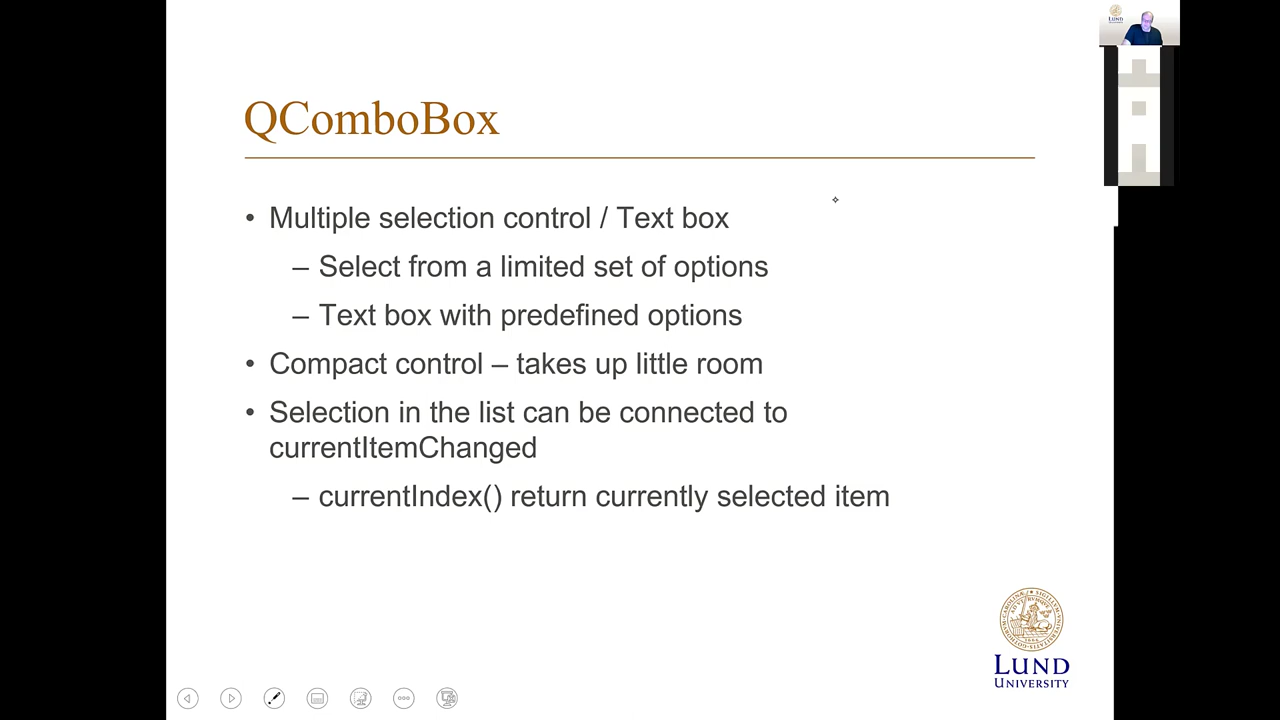 LUND
QComboBox
• Multiple selection control / Text box
– Select from a limited set of options
– Text box with predefined options
• Compact control – takes up little room
• Selection in the list can be connected to
currentItemChanged
– currentIndex() return currently selected item
LUND
UNIVERSITY